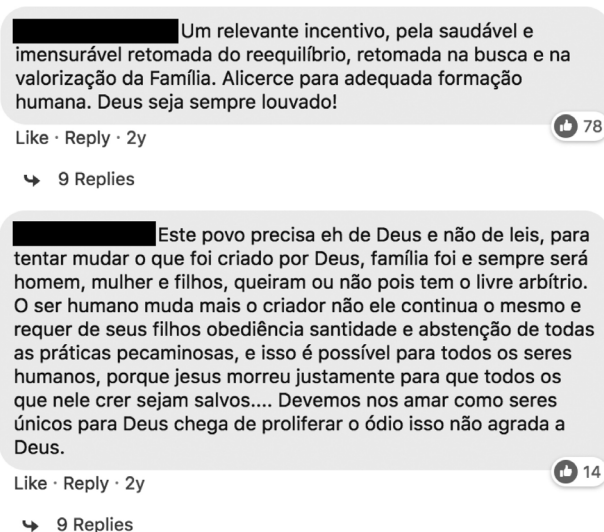 Um relevante incentivo, pela saudável e
imensurável retomada do reequilíbrio, retomada na busca e na
valorização da Família. Alicerce para adequada formação
humana. Deus seja sempre louvado!
78
Like · Reply · 2y
9 Replies
Este povo precisa eh de Deus e não de leis, para
tentar mudar o que foi criado por Deus, família foi e sempre será
homem, mulher e filhos, queiram ou não pois tem o livre arbítrio.
O ser humano muda mais o criador não ele continua o mesmo e
requer de seus filhos obediência santidade e abstenção de todas
as práticas pecaminosas, e isso é possível para todos os seres
humanos, porque jesus morreu justamente para que todos os
que nele crer sejam salvos.... Devemos nos amar como seres
únicos para Deus chega de proliferar o ódio isso não agrada a
Deus.
14
Like · Reply · 2y
9 Replies